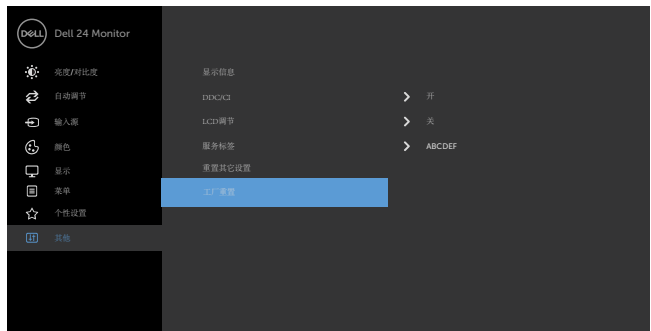 DELL
Dell 24 Monitor
亮度/对比度
显示信息
自动调节
DDC/CI
开
输入源
LCD调节
关
颜色
服务标签
ABCDEF
显示
重置其它设置
菜单
工厂重置
个性设置
其他